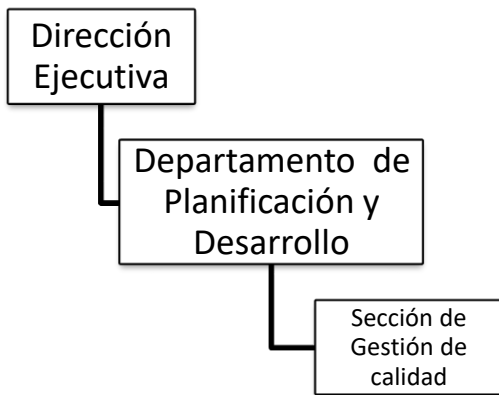 Dirección
Ejecutiva
Departamento de
Planificación y
Desarrollo
Sección de
Gestión de
calidad